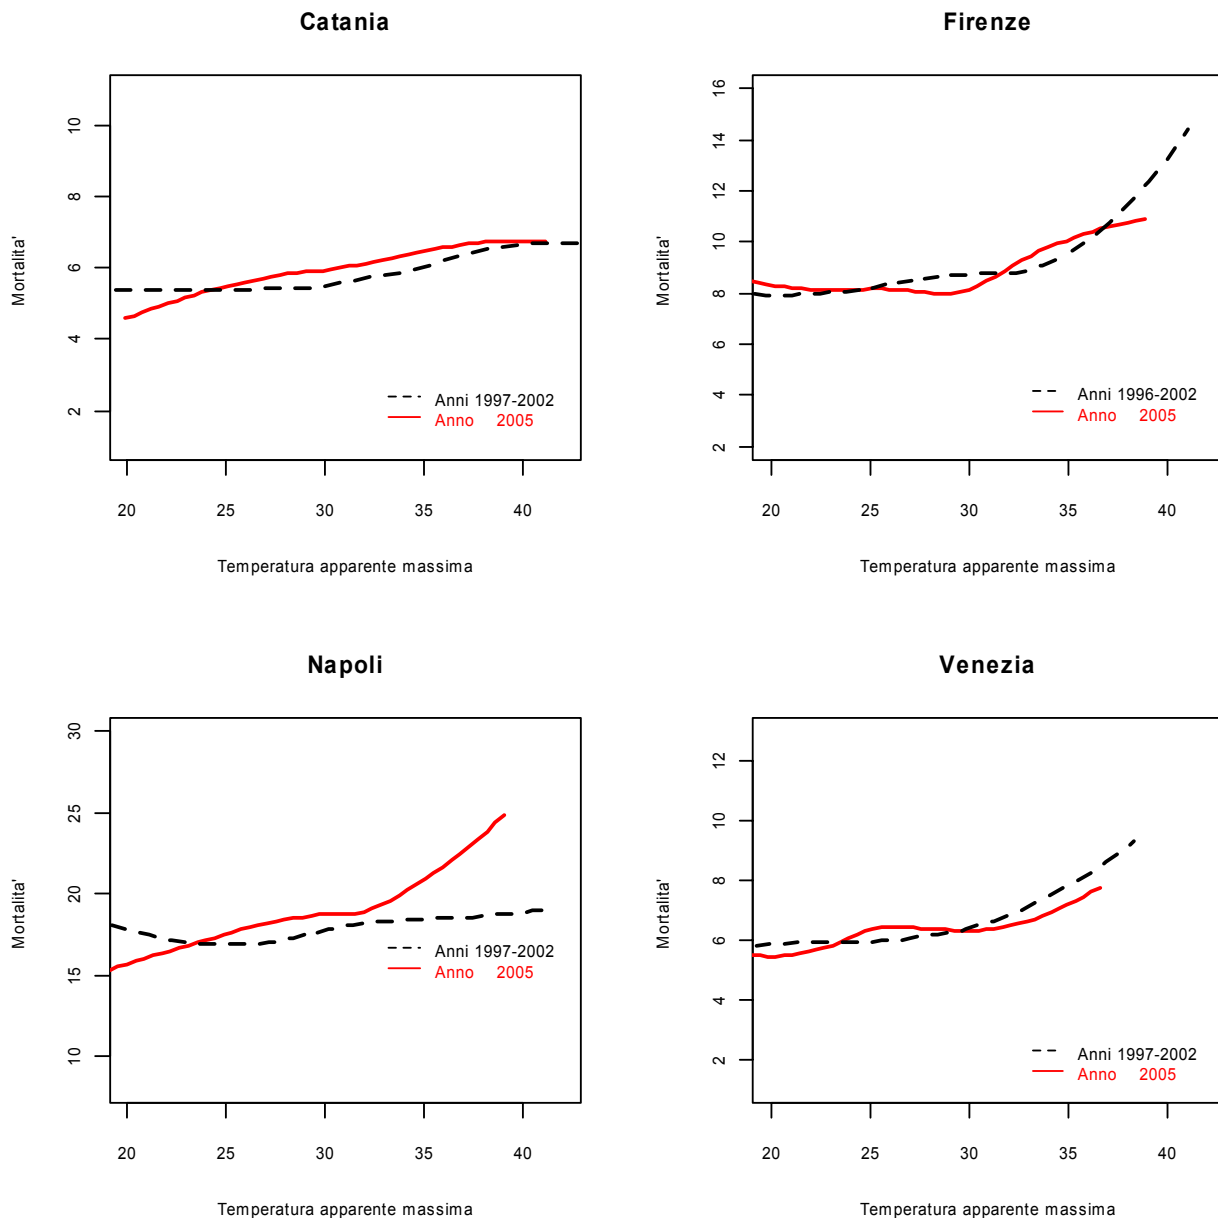 Catania
Mortalita'
10
8
6
4
2
Anni 1997-2002
Anno 2005
20 25 30 35 40
Temperatura apparente massima
Firenze
Mortalita'
16
14
12
10
8
6
4
2
Anni 1996-2002
Anno 2005
20 25 30 35 40
Temperatura apparente massima
Napoli
Mortalita'
30
25
20
15
10
Anni 1997-2002
Anno 2005
20 25 30 35 40
Temperatura apparente massima
Venezia
Mortalita'
12
10
8
6
4
2
Anni 1997-2002
Anno 2005
20 25 30 35 40
Temperatura apparente massima